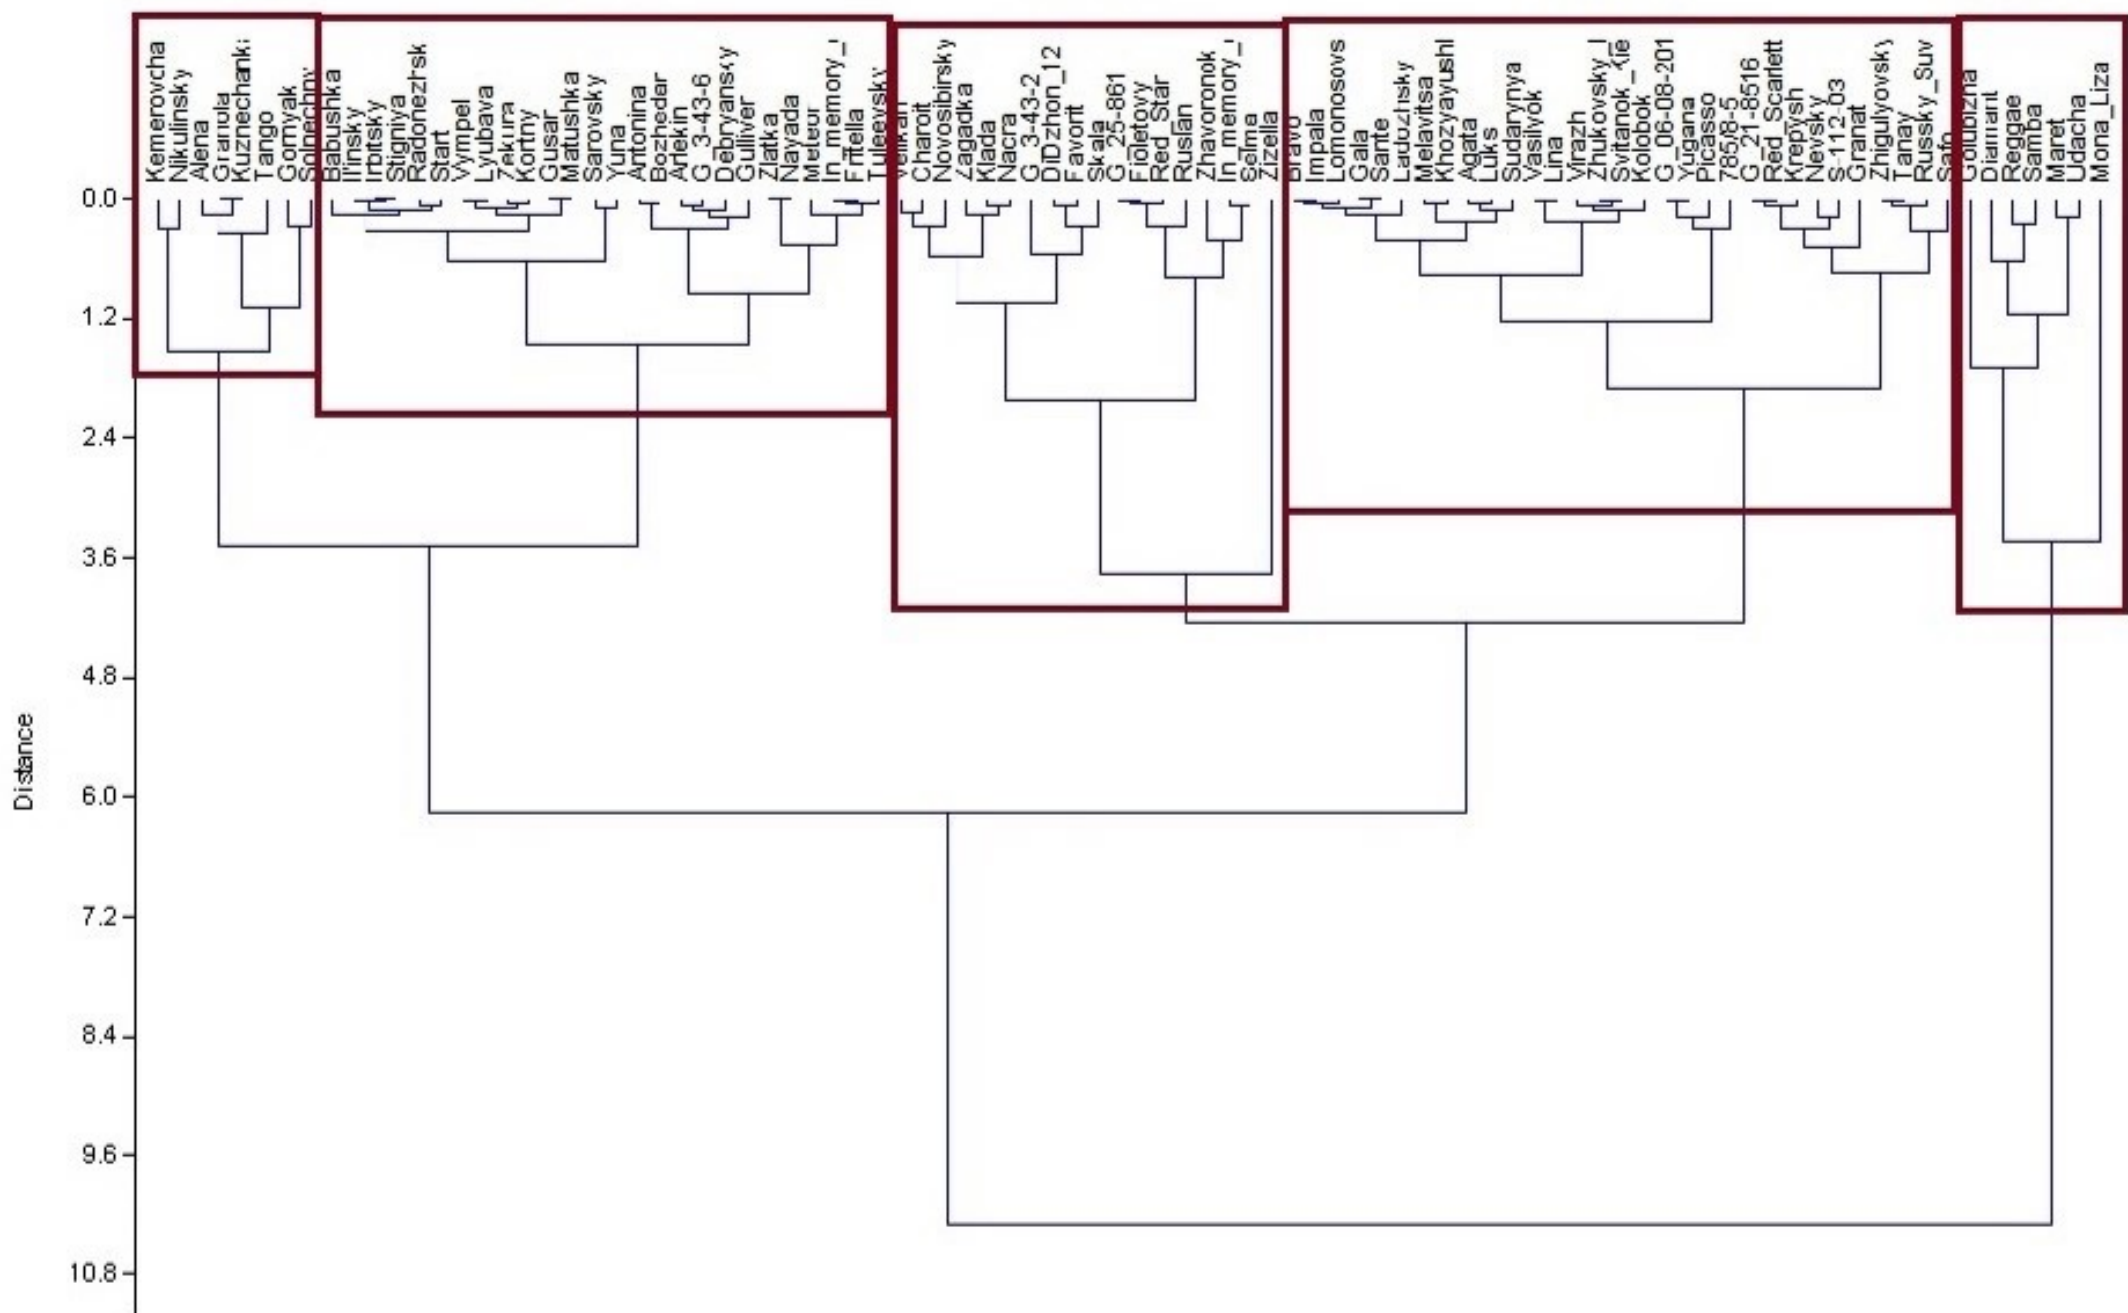 Kemerovcha
Nikulinsky
Alena
Granula
Kuznechank
Tango
Gornyak
Solnechny
Babushka
Il'insky
Irbitsky
Stigniya
Radonezhsk
Start
Vympel
Lyubava
Zekura
Kortny
Gusar
Matushka
Sarovsky
Yuna
Antonina
Bozhedar
Arlekin
G_3-43-6
Debryansky
Gulliver
Zlatka
Nayada
Meteor
In_memory_
Fritella
Tuleevsky
Velikan
Charoit
Novosibirsky
Zagadka
Klada
Nacra
G_3-43-2
DiDzhon_12
Favorit
Skala
G_25-861
Fioletovy
Red_Star
Ruslan
Zhavoronok
In_memory_
Selma
Zizella
Bravo
Impala
Lomonosovs
Gala
Sante
Laduzhsky
Melavitsa
Khozyayushl
Agata
Luks
Sudarynya
Vasilyok
Lina
Virazh
Zhukovsky_
Svitanok_Kie
Kolobok
G_06-08-201
Yugana
Picasso
785/8-5
G_21-8516
Red_Scarlett
Krepysh
Nevsky
S-112-03
Granat
Zhigulyovsky
Tanay
Russky_Suv
Safo
Golubizna
Diamant
Reggae
Samba
Maret
Udacha
Mona_Liza
0.0
1.2
2.4
3.6
4.8
6.0
7.2
8.4
9.6
10.8
Distance